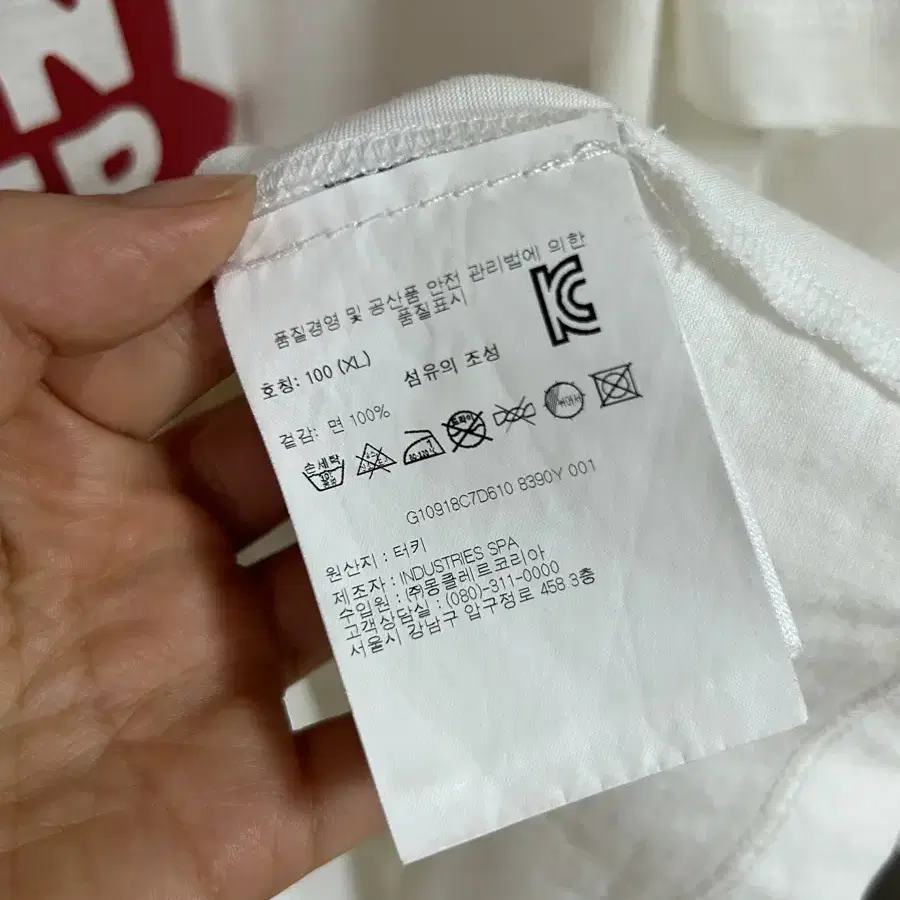 품질경영 및 공산품 안전 관리법에 의한
품질표시
호칭: 100 (XL)
섬유의 조성
겉감: 면 100%
손세탁
드라이
G10918C7D610 8390Y 001
원산지 : 터키
제조자 : INDUSTRIES SPA
수입원 : ㈜몽클레르코리아
고객상담실 : (080)-311-0000
서울시 강남구 압구정로 458 3층